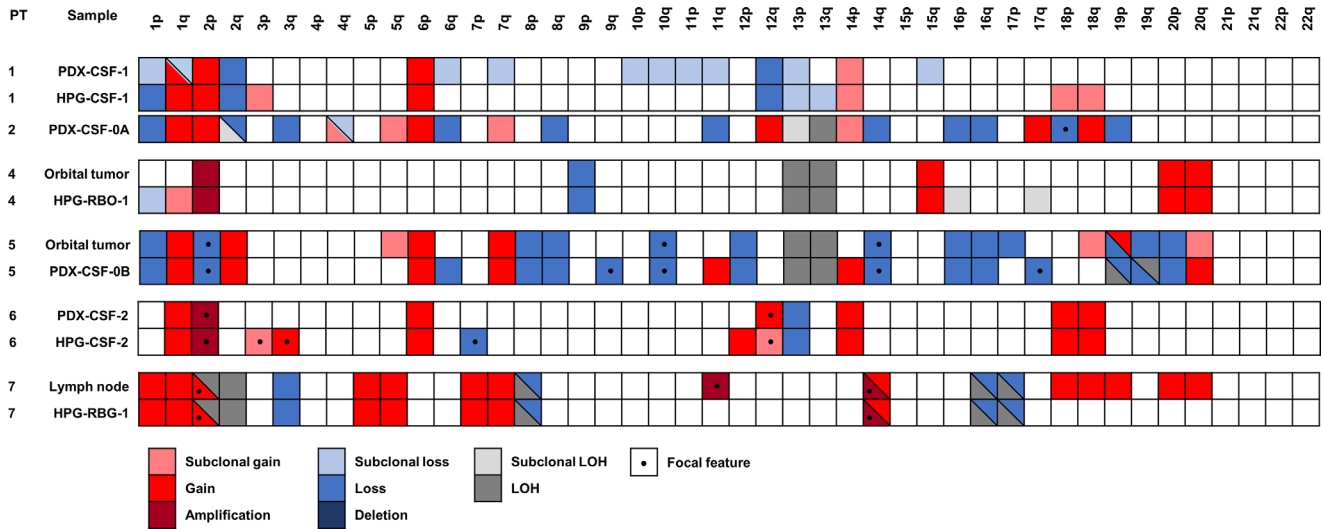 PT Sample 1p 1q 2p 2q 3p 3q 4p 4q 5p 5q 6p 6q 7p 7q 8p 8q 9p 9q 10p 10q 11p 11q 12p 12q 13p 13q 14p 14q 15p 15q 16p 16q 17p 17q 18p 18q 19p 19q 20p 20q 21p 21q 22p 22q
1 PDX-CSF-1
1 HPG-CSF-1
2 PDX-CSF-0A
4 Orbital tumor
4 HPG-RBO-1
5 Orbital tumor
5 PDX-CSF-0B
6 PDX-CSF-2
6 HPG-CSF-2
7 Lymph node
7 HPG-RBG-1
Subclonal gain Subclonal loss Subclonal LOH Focal feature
Gain Loss LOH
Amplification Deletion